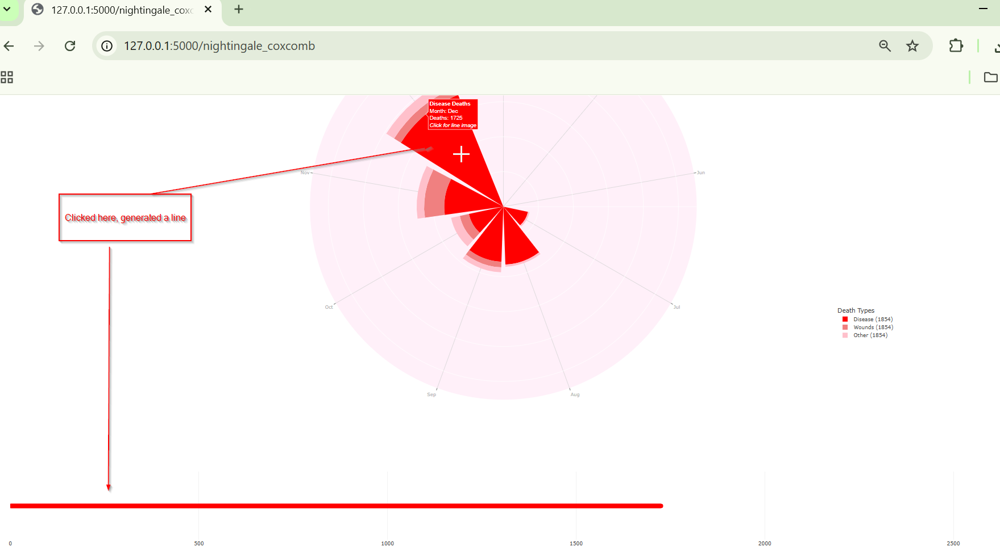 127.0.0.1:5000/nightingale_coxc
127.0.0.1:5000/nightingale_coxcomb
Disease Deaths
Month: Dec
Deaths: 1725
Click for line image
Nov
Jun
Clicked here, generated a line
Oct
Jul
Death Types
Disease (1854)
Wounds (1854)
Other (1854)
Sep
Aug
0
500
1000
1500
2000
2500